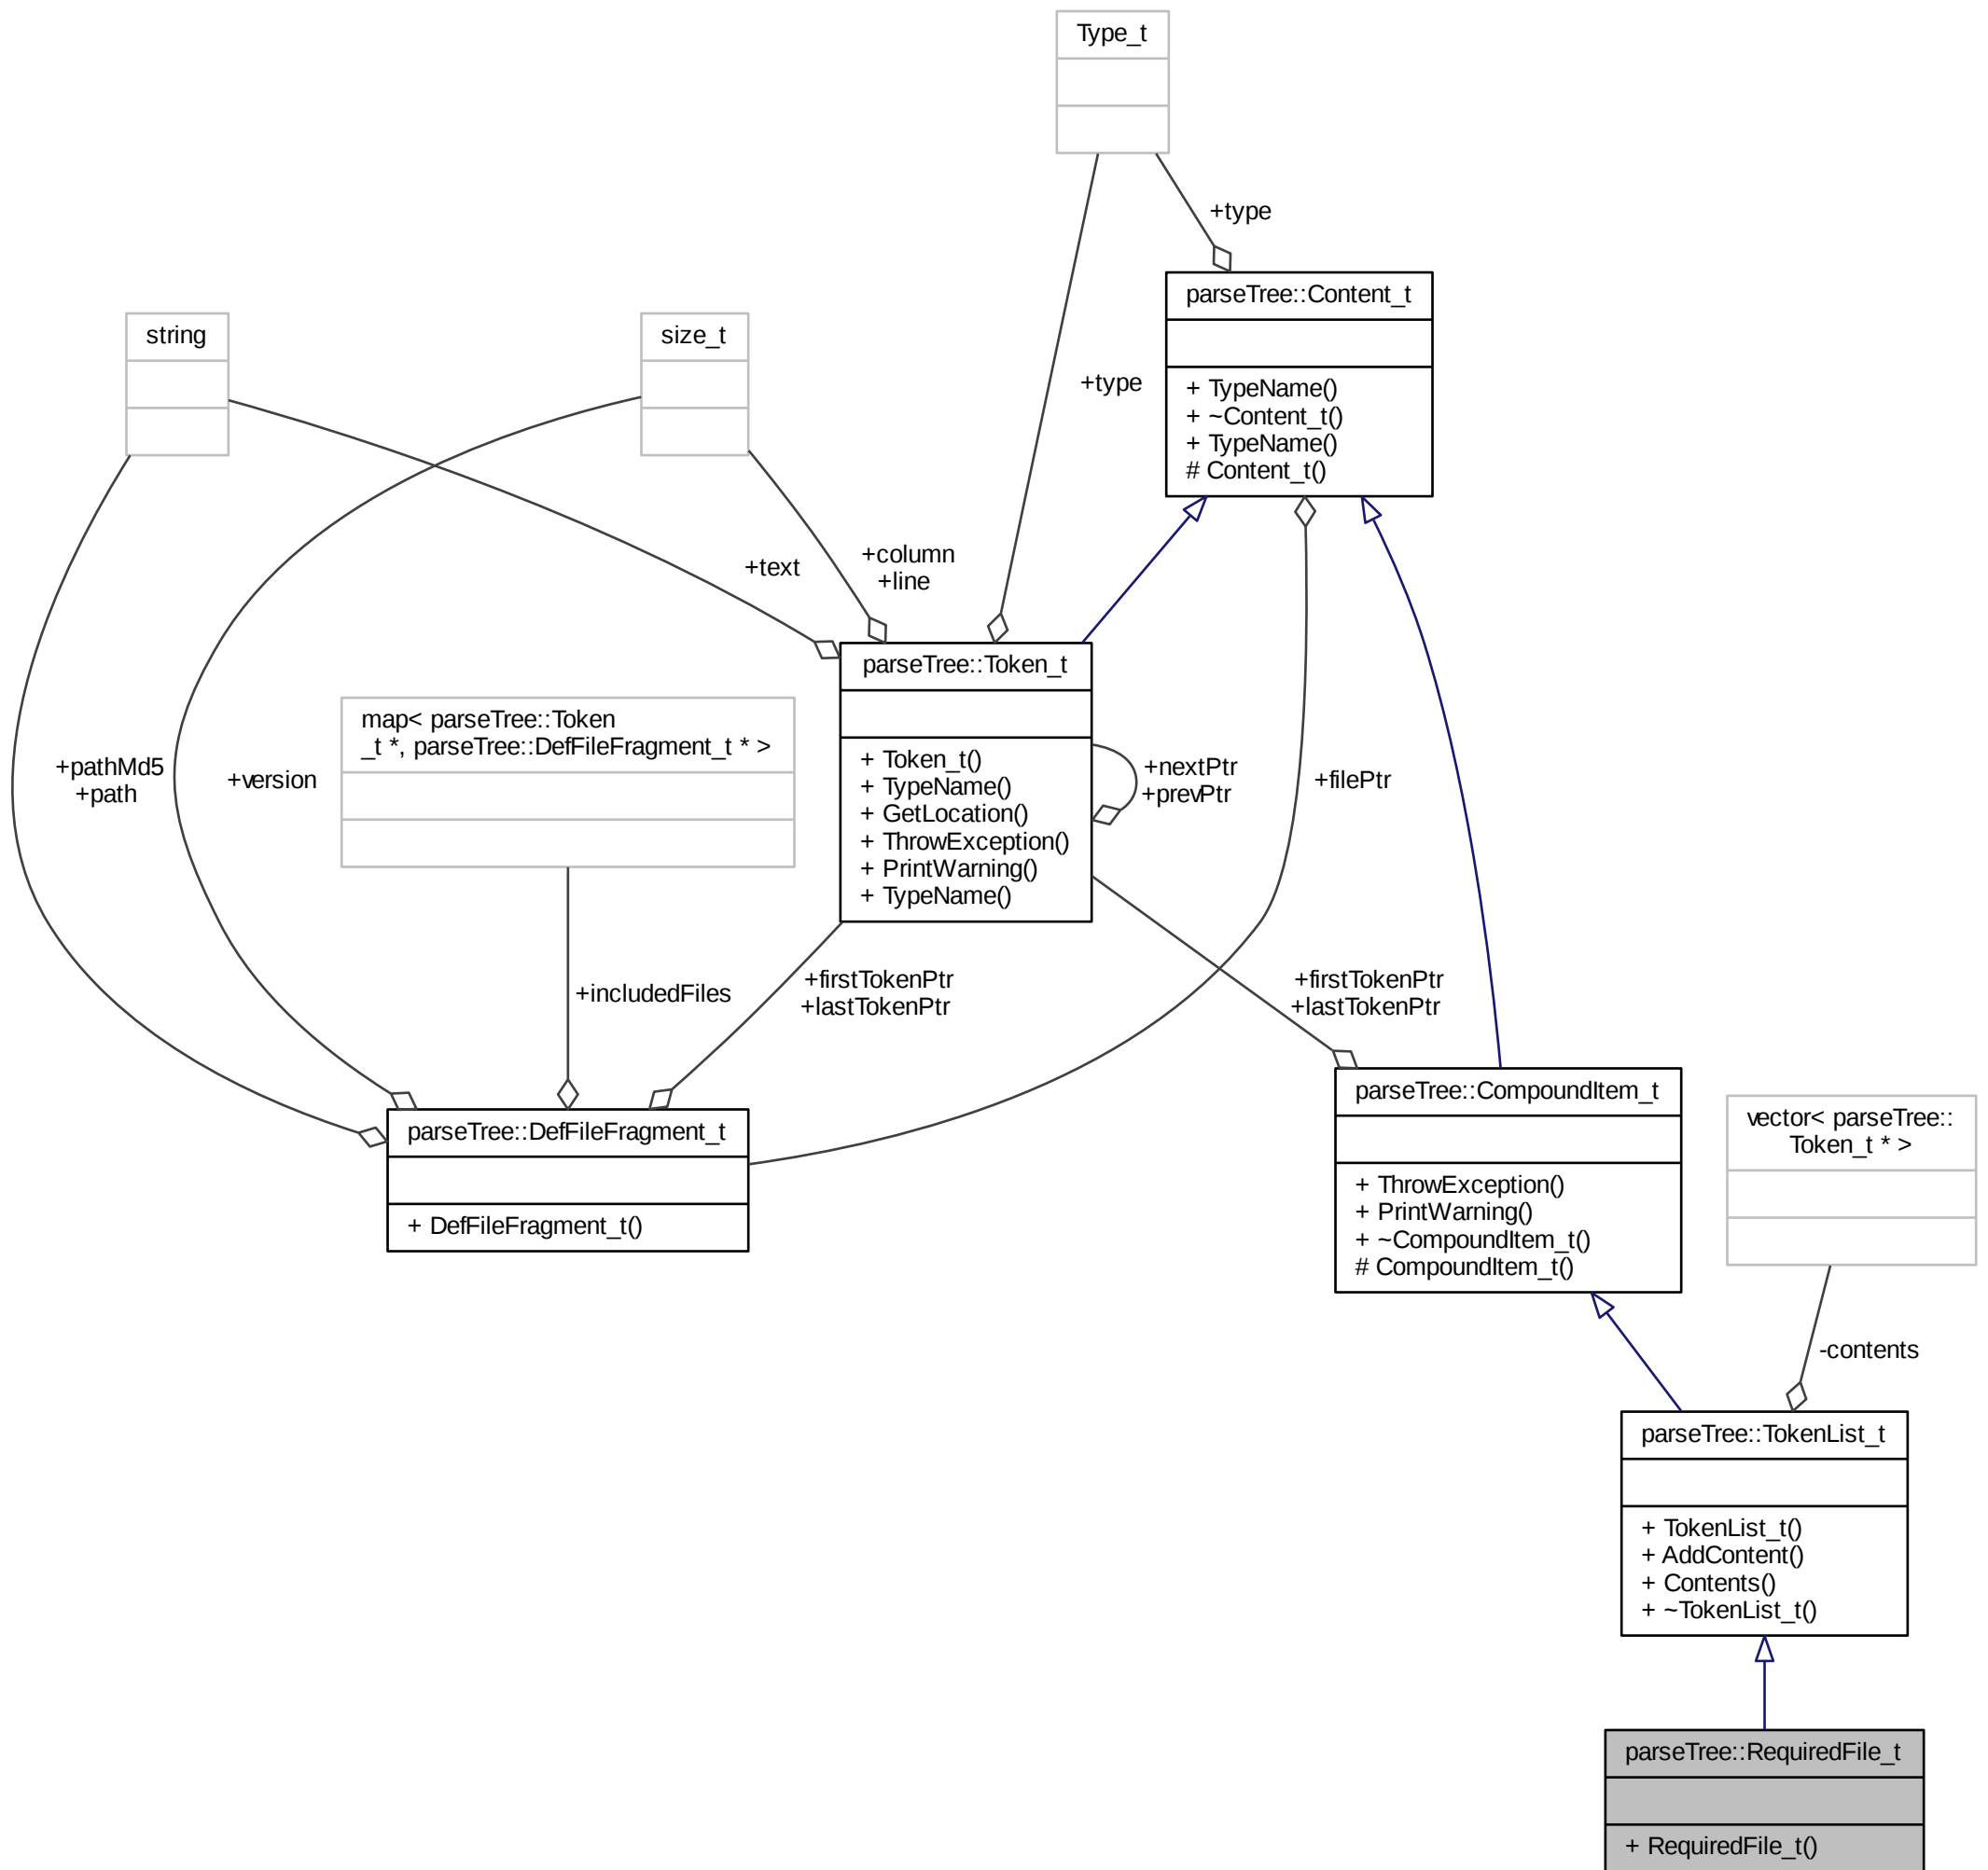 Type_t
+type
parseTree::Content_t
+ TypeName()
+ ~Content_t()
+ TypeName()
# Content_t()
string
size_t
+type
+text
+column
+line
parseTree::Token_t
+ Token_t()
+ TypeName()
+ GetLocation()
+ ThrowException()
+ PrintWarning()
+ TypeName()
map< parseTree::Token
_t *, parseTree::DefFileFragment_t * >
+pathMd5
+path
+version
+nextPtr
+prevPtr
+filePtr
+includedFiles
+firstTokenPtr
+lastTokenPtr
+firstTokenPtr
+lastTokenPtr
parseTree::DefFileFragment_t
+ DefFileFragment_t()
parseTree::CompoundItem_t
+ ThrowException()
+ PrintWarning()
+ ~CompoundItem_t()
# CompoundItem_t()
vector< parseTree::
Token_t * >
-contents
parseTree::TokenList_t
+ TokenList_t()
+ AddContent()
+ Contents()
+ ~TokenList_t()
parseTree::RequiredFile_t
+ RequiredFile_t()